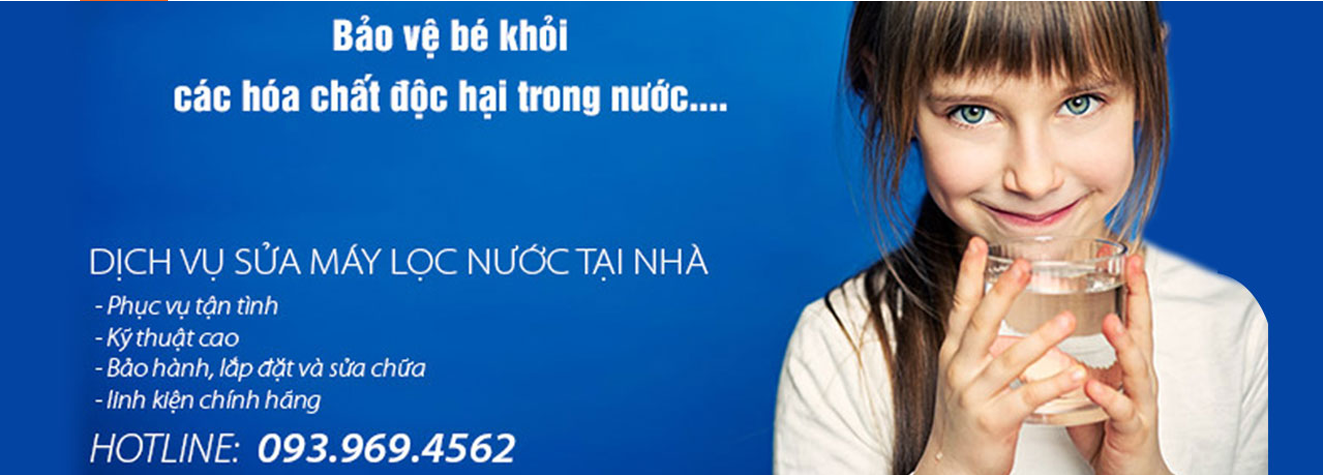 Bảo vệ bé khỏi
các hóa chất độc hại trong nước....
DỊCH VỤ SỬA MÁY LỌC NƯỚC TẠI NHÀ
- Phục vụ tận tình
- Kỹ thuật cao
- Bảo hành, lắp đặt và sửa chữa
- linh kiện chính hãng
HOTLINE: 093.969.4562